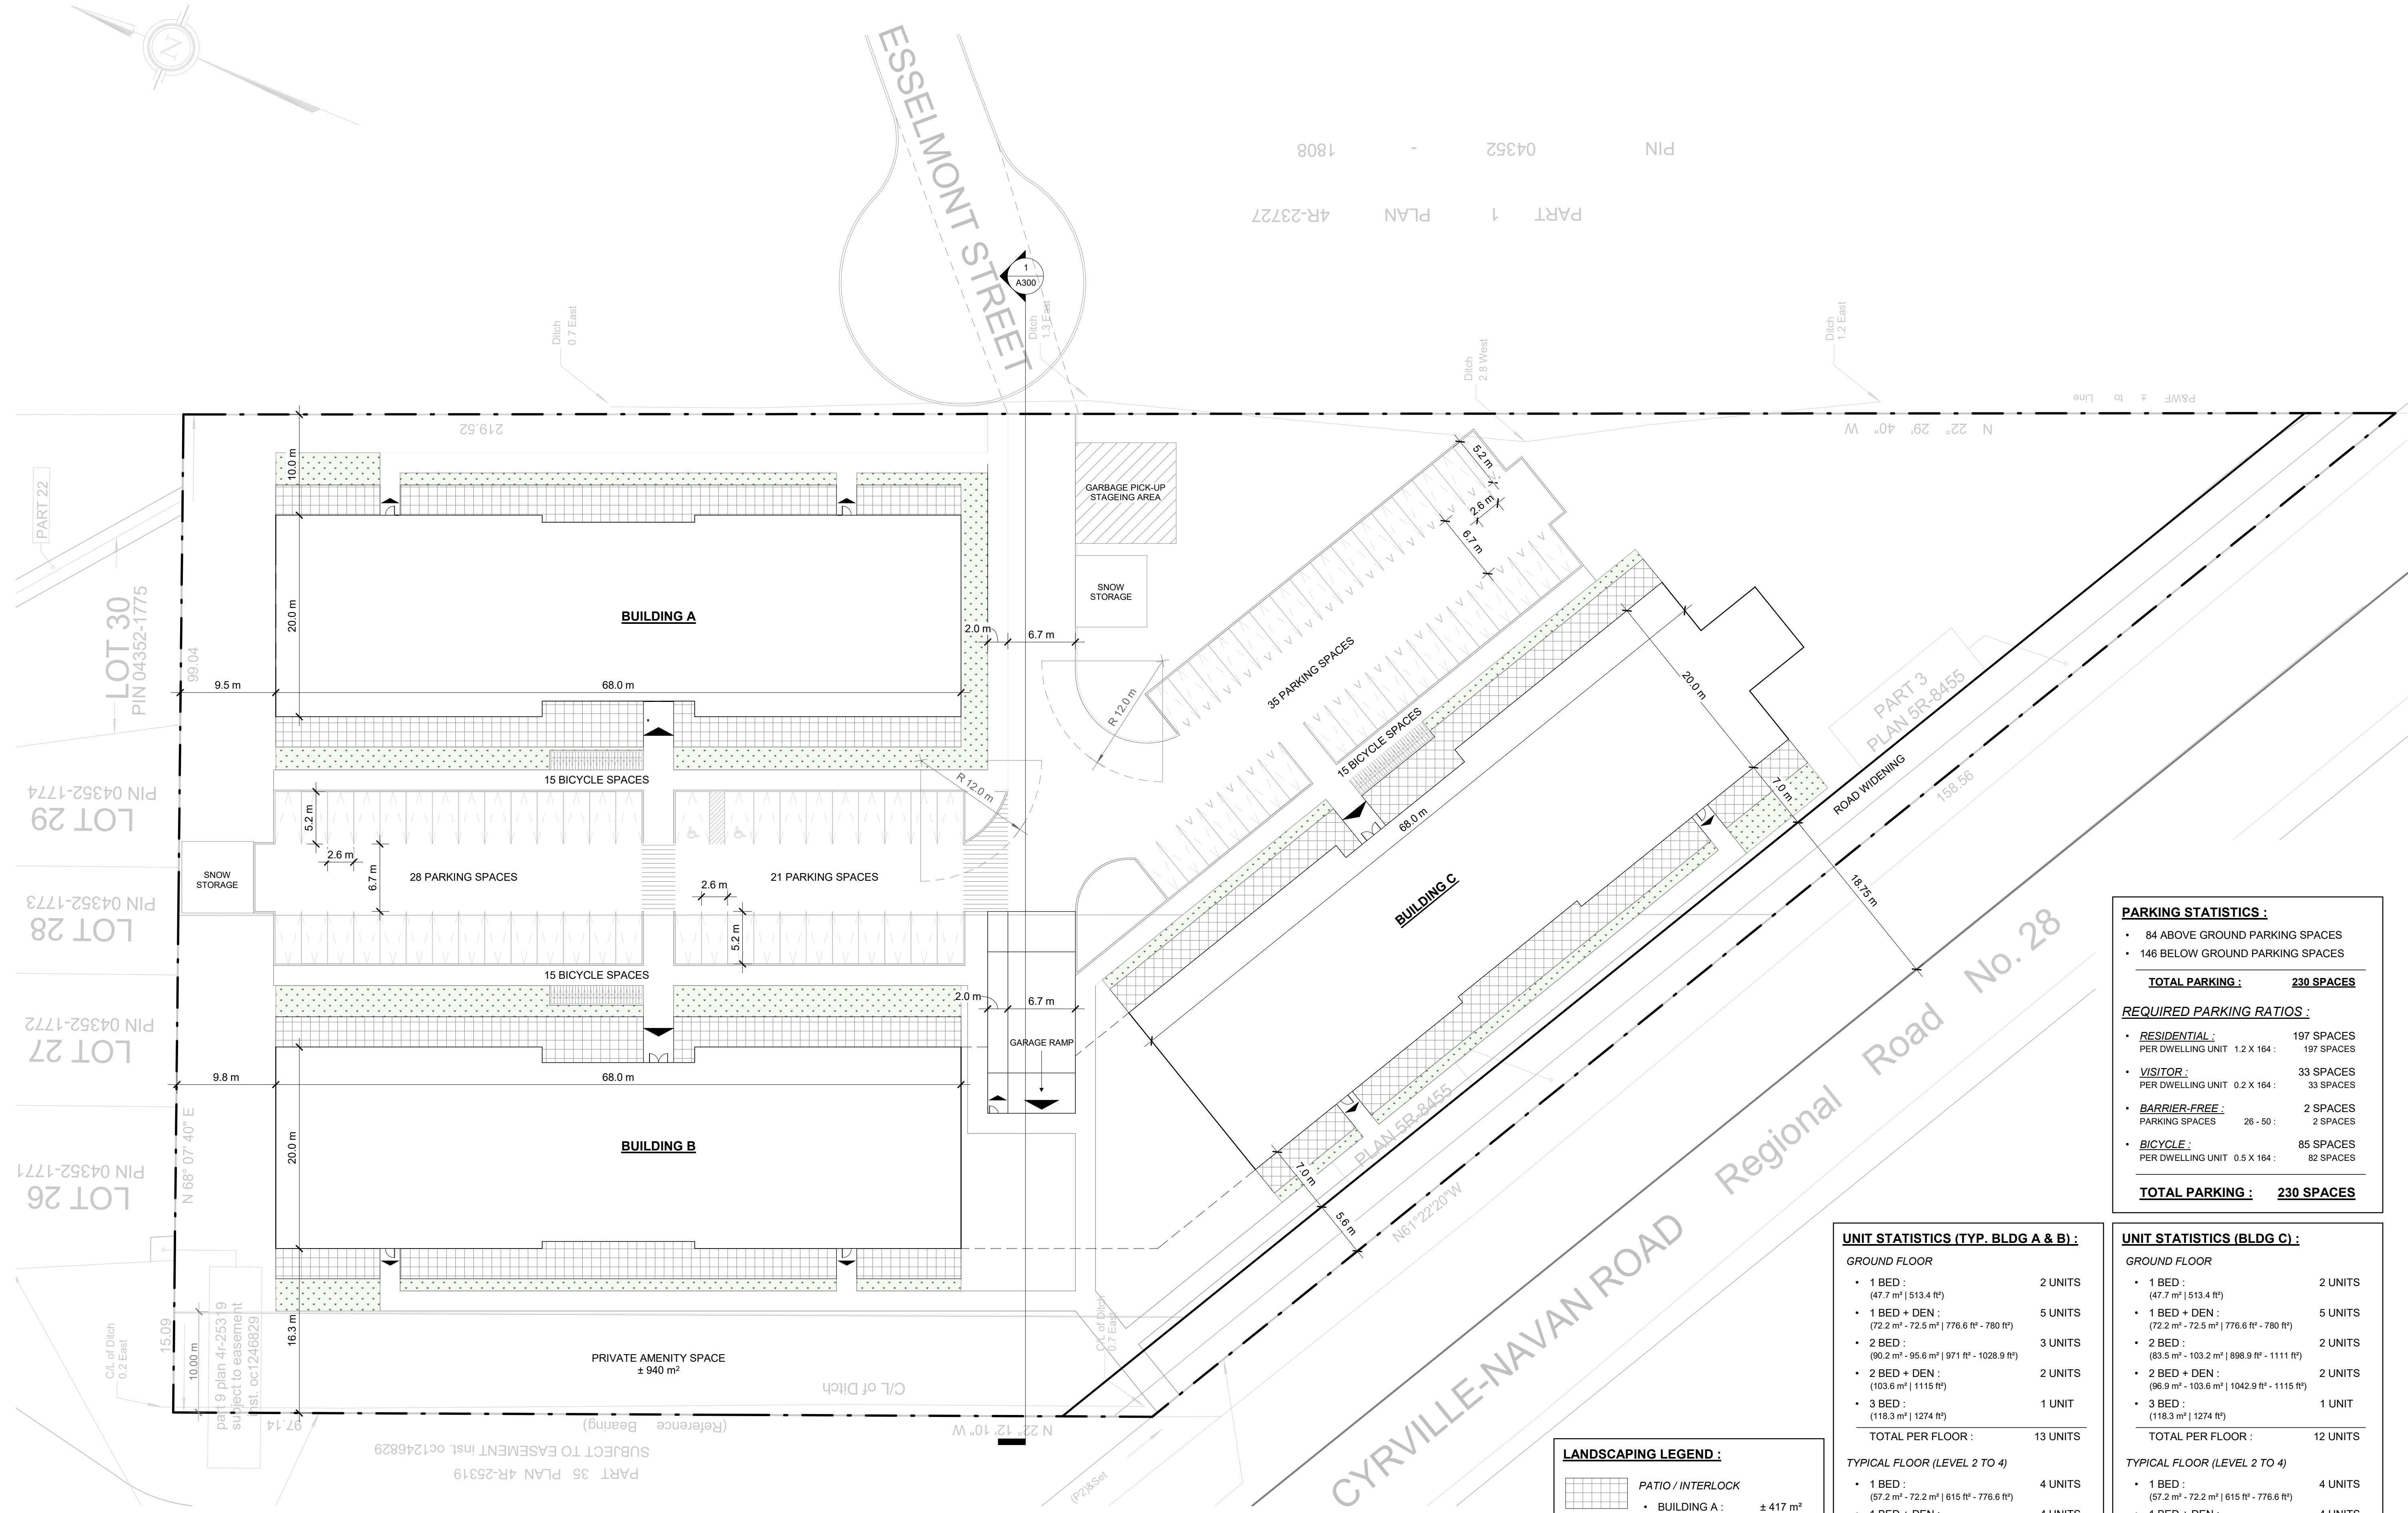 N
ESSELMONT STREET
PIN 04352 - 1808
PART 1 PLAN 4R-23727
1
A300
Ditch
0.7 East
Ditch
1.3 East
Ditch
2.8 West
Ditch
1.2 East
P&WF ± to Line
N 22° 29' 40" W
219.52
10.0 m
PART 22
LOT 30
PIN 04352-1775
99.04
GARBAGE PICK-UP
STAGEING AREA
SNOW
STORAGE
5.2 m
2.6 m
6.7 m
20.0 m
BUILDING A
2.0 m
6.7 m
35 PARKING SPACES
R 12.0 m
9.5 m
68.0 m
20.0 m
PART 3
PLAN 5R-8455
15 BICYCLE SPACES
15 BICYCLE SPACES
R 12.0 m
7.0 m
ROAD WIDENING
158.56
PIN 04352-1774
LOT 29
5.2 m
2.6 m
6.7 m
68.0 m
SNOW
STORAGE
28 PARKING SPACES
21 PARKING SPACES
2.6 m
5.2 m
BUILDING C
18.75 m
PIN 04352-1773
LOT 28
15 BICYCLE SPACES
2.0 m
6.7 m
PIN 04352-1772
LOT 27
GARAGE RAMP
9.8 m
68.0 m
N 68° 07' 40" E
20.0 m
BUILDING B
PLAN 5R-8455
PIN 04352-1771
LOT 26
7.0 m
5.6 m
N61°22'20"W
CYRVILLE-NAVAN ROAD Regional Road No. 28
C/L of Ditch
0.2 East
15.09
10.00 m
part 9 plan 4r-25319
subject to easement
inst. oc1246829
16.3 m
PRIVATE AMENITY SPACE
± 940 m²
C/L of Ditch
C/L of Ditch
0.7 East
97.14
(Reference Bearing)
N 22° 12' 10" W
SUBJECT TO EASEMENT inst. oc1246829
PART 35 PLAN 4R-25319
(P2)&Set
PARKING STATISTICS :
• 84 ABOVE GROUND PARKING SPACES
• 146 BELOW GROUND PARKING SPACES
TOTAL PARKING : 230 SPACES
REQUIRED PARKING RATIOS :
• RESIDENTIAL : 197 SPACES
PER DWELLING UNIT 1.2 X 164 : 197 SPACES
• VISITOR : 33 SPACES
PER DWELLING UNIT 0.2 X 164 : 33 SPACES
• BARRIER-FREE : 2 SPACES
PARKING SPACES 26 - 50 : 2 SPACES
• BICYCLE : 85 SPACES
PER DWELLING UNIT 0.5 X 164 : 82 SPACES
TOTAL PARKING : 230 SPACES
UNIT STATISTICS (TYP. BLDG A & B) :
GROUND FLOOR
• 1 BED : 2 UNITS
(47.7 m² | 513.4 ft²)
• 1 BED + DEN : 5 UNITS
(72.2 m² - 72.5 m² | 776.6 ft² - 780 ft²)
• 2 BED : 3 UNITS
(90.2 m² - 95.6 m² | 971 ft² - 1028.9 ft²)
• 2 BED + DEN : 2 UNITS
(103.6 m² | 1115 ft²)
• 3 BED : 1 UNIT
(118.3 m² | 1274 ft²)
TOTAL PER FLOOR : 13 UNITS
TYPICAL FLOOR (LEVEL 2 TO 4)
• 1 BED : 4 UNITS
(57.2 m² - 72.2 m² | 615 ft² - 776.6 ft²)
• 1 BED + DEN : 4 UNITS
UNIT STATISTICS (BLDG C) :
GROUND FLOOR
• 1 BED : 2 UNITS
(47.7 m² | 513.4 ft²)
• 1 BED + DEN : 5 UNITS
(72.2 m² - 72.5 m² | 776.6 ft² - 780 ft²)
• 2 BED : 2 UNITS
(83.5 m² - 103.2 m² | 898.9 ft² - 1111 ft²)
• 2 BED + DEN : 2 UNITS
(96.9 m² - 103.6 m² | 1042.9 ft² - 1115 ft²)
• 3 BED : 1 UNIT
(118.3 m² | 1274 ft²)
TOTAL PER FLOOR : 12 UNITS
TYPICAL FLOOR (LEVEL 2 TO 4)
• 1 BED : 4 UNITS
(57.2 m² - 72.2 m² | 615 ft² - 776.6 ft²)
• 1 BED + DEN : 4 UNITS
LANDSCAPING LEGEND :
PATIO / INTERLOCK
• BUILDING A : ± 417 m²